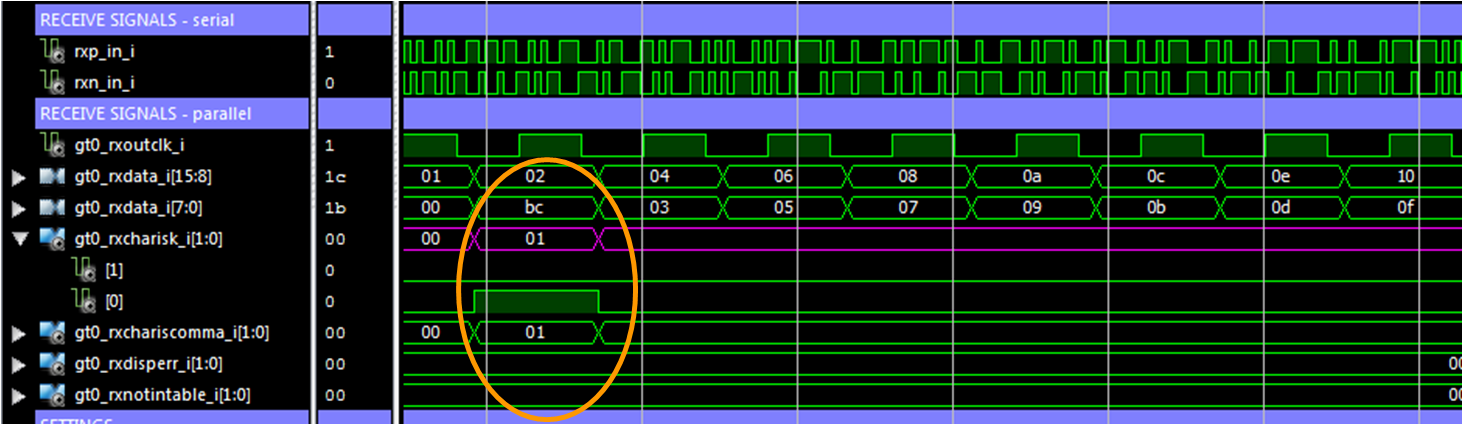 RECEIVE SIGNALS - serial
rxp_in_i 1
rxn_in_i 0
RECEIVE SIGNALS - parallel
gt0_rxoutclk_i 1
gt0_rxdata_i[15:8] 1c 01 02 04 06 08 0a 0c 0e 10
gt0_rxdata_i[7:0] 1b 00 bc 03 05 07 09 0b 0d 0f
gt0_rxcharisk_i[1:0] 00 00 01
[1] 0
[0] 0
gt0_rxchariscomma_i[1:0] 00 00 01
gt0_rxdisperr_i[1:0] 00 00
gt0_rxnotintable_i[1:0] 00 00
SETTINGS